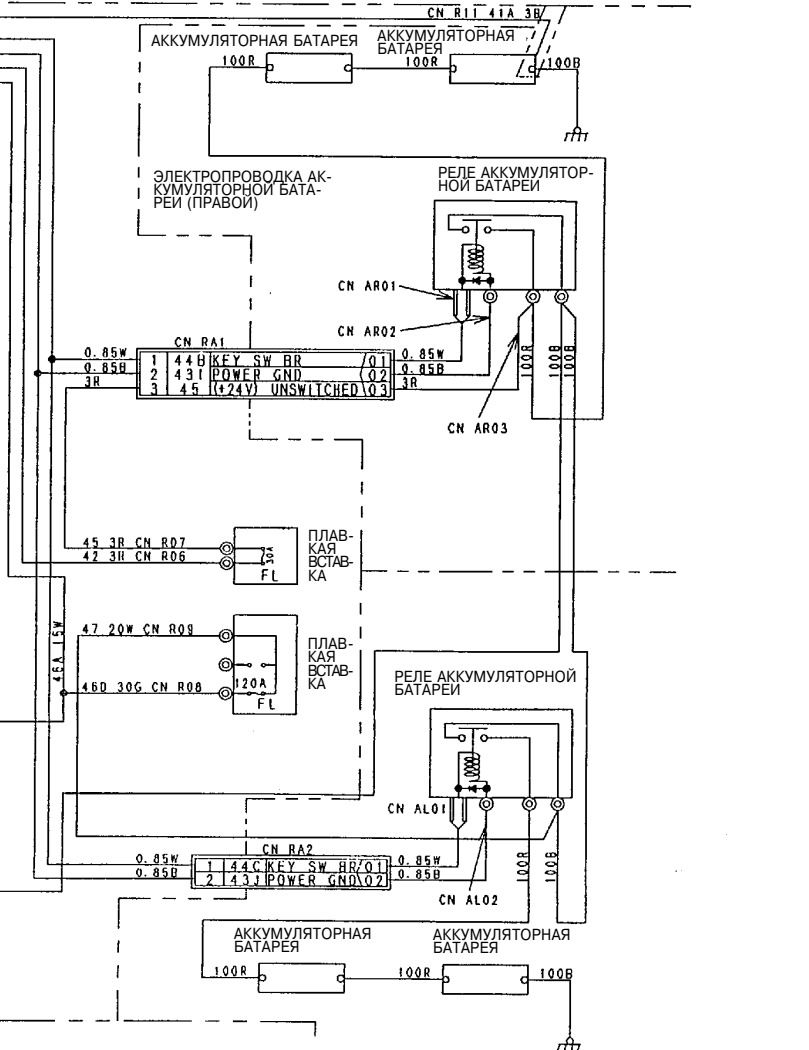 CN R11 41A 3B
АККУМУЛЯТОРНАЯ БАТАРЕЯ
АККУМУЛЯТОРНАЯ
БАТАРЕЯ
100R
100R
100B
ЭЛЕКТРОПРОВОДКА АК-
КУМУЛЯТОРНОЙ БАТА-
РЕИ (ПРАВОЙ)
РЕЛЕ АККУМУЛЯТОР-
НОЙ БАТАРЕИ
CN AR01
CN AR02
CN RA1
0.85W
1 44B KEY SW BR 01
0.85W
0.85B
2 431 POWER GND 02
0.85B
3R
3 45 (+24V) UNSWITCHED 03
3R
100R
100B
100B
CN AR03
45 3R CN R07
42 3R CN R06
30A
FL
ПЛАВ-
КАЯ
ВСТАВ-
КА
46A 15W
47 20W CN R09
46D 30G CN R08
120A
FL
ПЛАВ-
КАЯ
ВСТАВ-
КА
РЕЛЕ АККУМУЛЯТОРНОЙ
БАТАРЕИ
CN AL01
CN RA2
0.85W
1 44C KEY SW BR 01
0.85W
0.85B
2 43J POWER GND 02
0.85B
100R
100B
CN AL02
АККУМУЛЯТОРНАЯ
БАТАРЕЯ
АККУМУЛЯТОРНАЯ
БАТАРЕЯ
100R
100R
100B